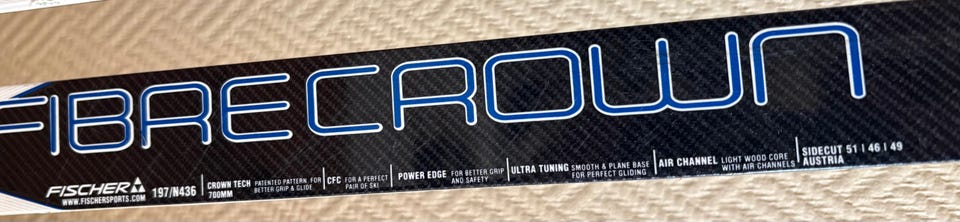 FIBRECROWN
FISCHER
WWW.FISCHERSPORTS.COM
197/N436
CROWN TECH
700MM
PATENTED PATTERN FOR
BETTER GRIP & GLIDE
CFC FOR A PERFECT
PAIR OF SKI
POWER EDGE FOR BETTER GRIP
AND SAFETY
ULTRA TUNING SMOOTH & PLANE BASE
FOR PERFECT GLIDING
AIR CHANNEL LIGHT WOOD CORE
WITH AIR CHANNELS
SIDECUT 51 | 46 | 49
AUSTRIA